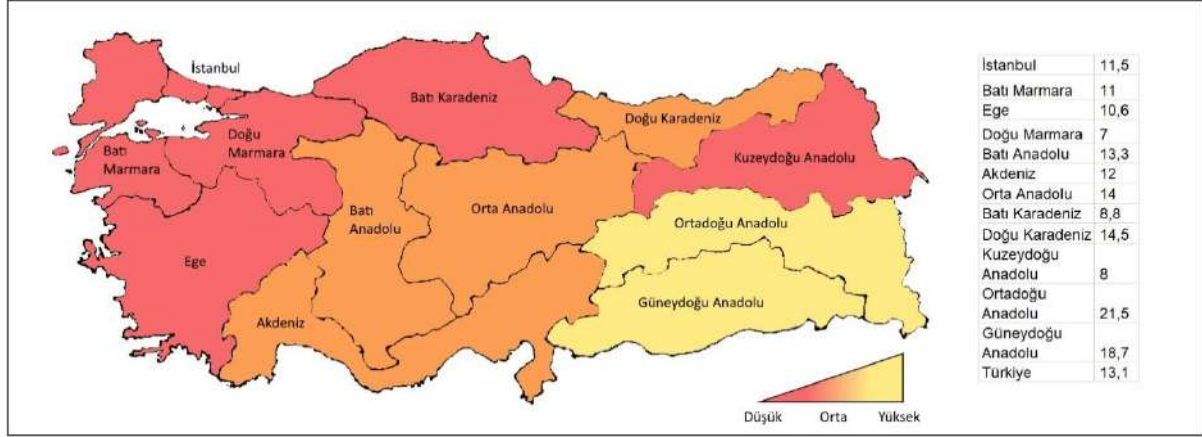 İstanbul
Batı Karadeniz
Doğu Karadeniz
Doğu
Marmara
Batı
Marmara
Kuzeydoğu Anadolu
Batı
Anadolu
Orta Anadolu
Ortadoğu Anadolu
Ege
Güneydoğu Anadolu
Akdeniz
Düşük Orta Yüksek
İstanbul 11,5
Batı Marmara 11
Ege 10,6
Doğu Marmara 7
Batı Anadolu 13,3
Akdeniz 12
Orta Anadolu 14
Batı Karadeniz 8,8
Doğu Karadeniz 14,5
Kuzeydoğu
Anadolu 8
Ortadoğu
Anadolu 21,5
Güneydoğu
Anadolu 18,7
Türkiye 13,1